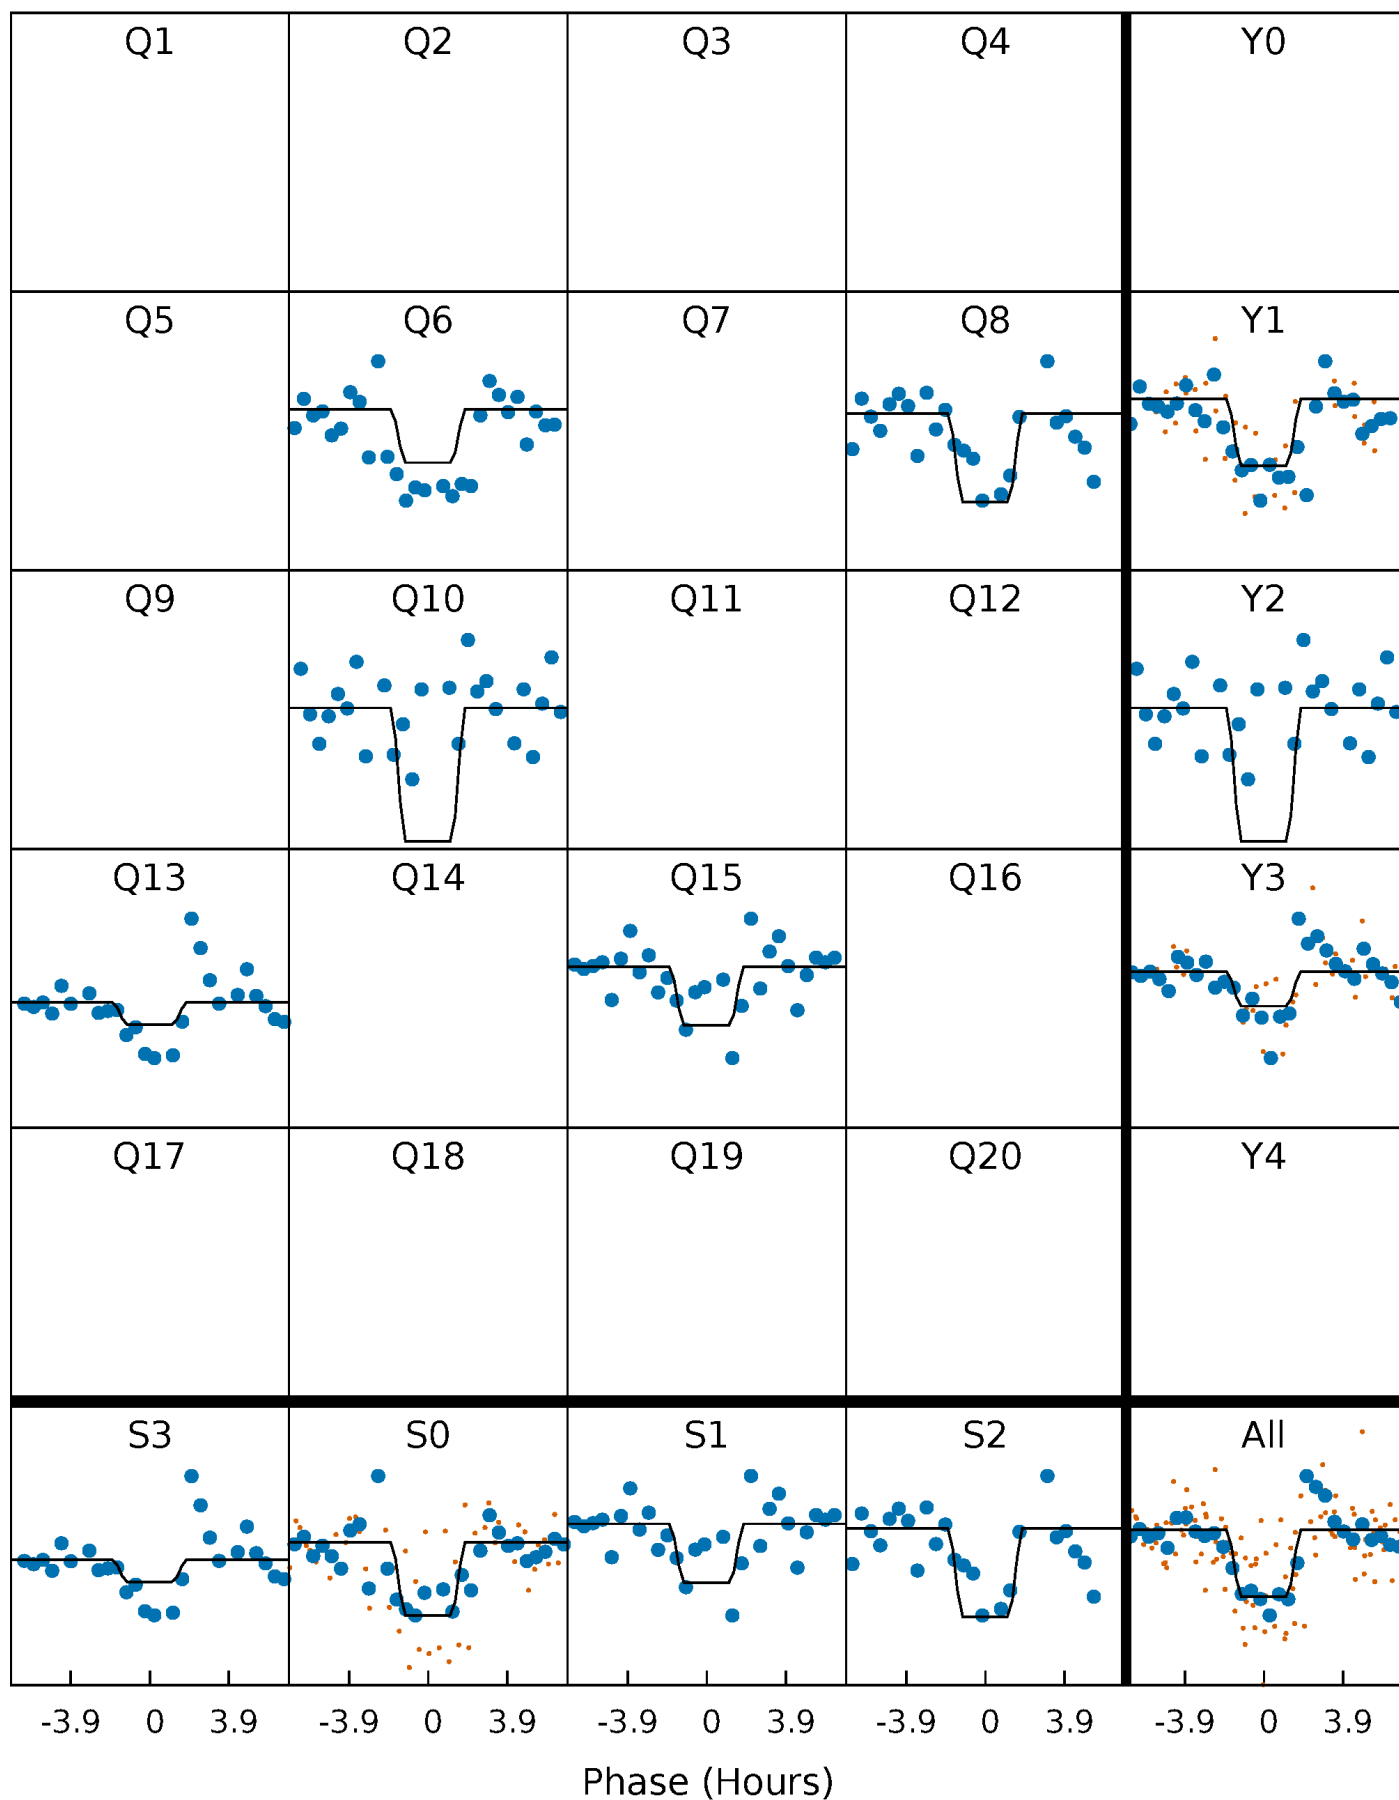 Q1 Q2 Q3 Q4 Y0
Q5 Q6 Q7 Q8 Y1
Q9 Q10 Q11 Q12 Y2
Q13 Q14 Q15 Q16 Y3
Q17 Q18 Q19 Q20 Y4
S3 S0 S1 S2 All
-3.9 0 3.9 -3.9 0 3.9 -3.9 0 3.9 -3.9 0 3.9 -3.9 0 3.9
Phase (Hours)